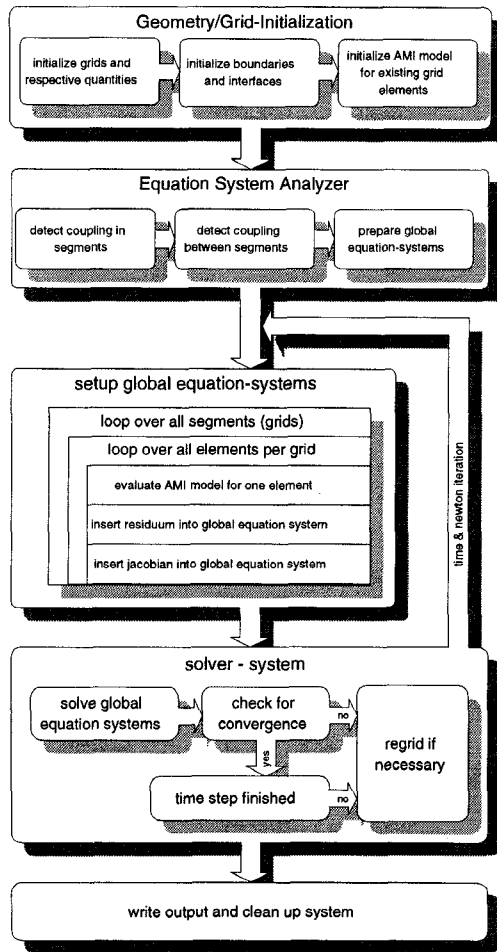 Geometry/Grid-Initialization
initialize grids and
respective quantities
initialize boundaries
and interfaces
initialize AMI model
for existing grid
elements
Equation System Analyzer
detect coupling in
segments
detect coupling
between segments
prepare global
equation-systems
setup global equation-systems
loop over all segments (grids)
loop over all elements per grid
evaluate AMI model for one element
insert residuum into global equation system
insert jacobian into global equation system
time & newton iteration
solver - system
solve global
equation systems
check for
convergence
no
regrid if
necessary
yes
time step finished
no
write output and clean up system